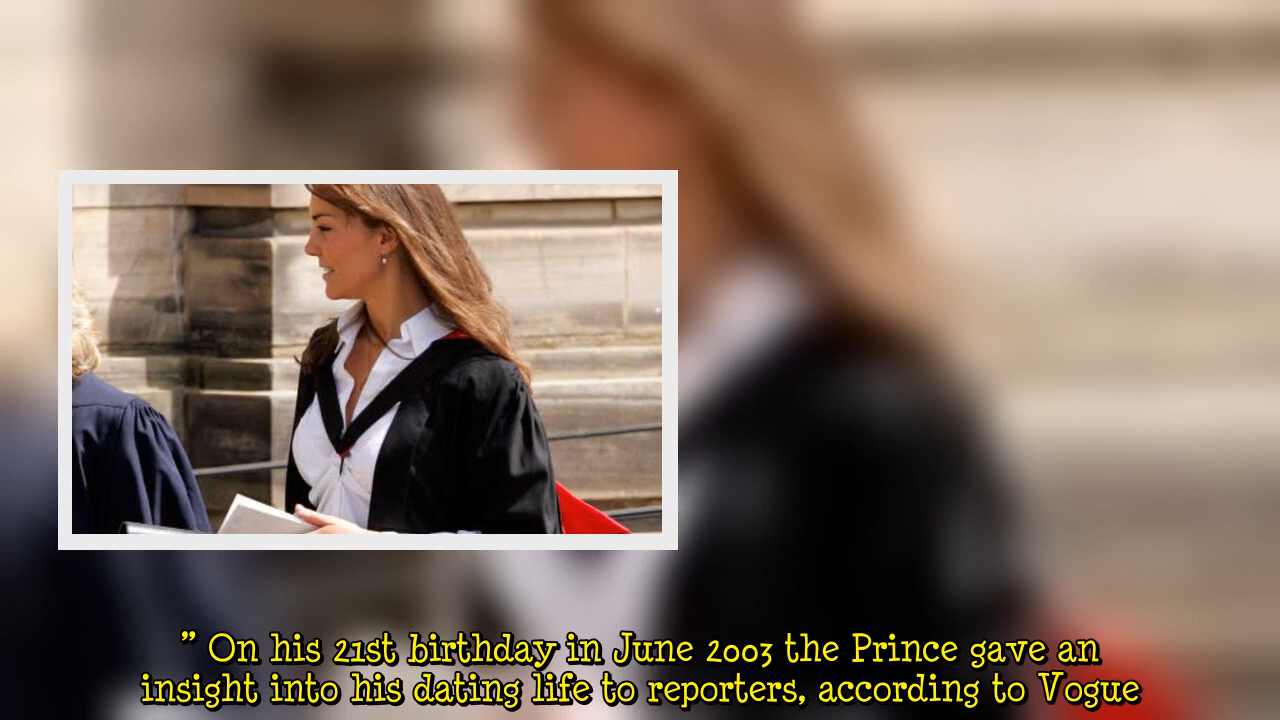 ” On his 21st birthday in June 2003 the Prince gave an
insight into his dating life to reporters, according to Vogue